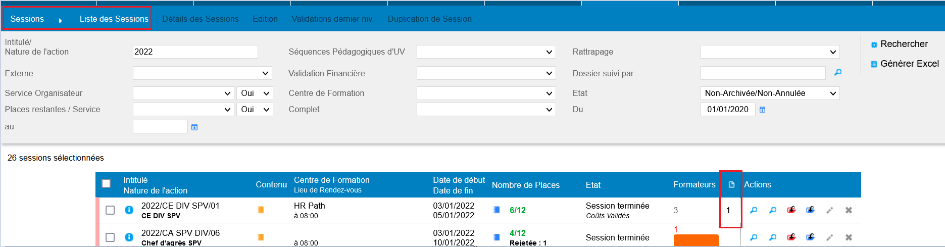 Sessions Liste des Sessions Détails des Sessions Edition Validations dernier niv. Duplication de Session
Intitulé/
Nature de l'action 2022 Séquences Pédagogiques d'UV Rattrapage
Rechercher
Externe Validation Financière Dossier suivi par
Générer Excel
Service Organisateur Oui Centre de Formation Etat Non-Archivée/Non-Annulée
Places restantes / Service Oui Complet Du 01/01/2020
au
26 sessions sélectionnées
Intitulé
Nature de l'action Contenu Centre de Formation
Lieu de Rendez-vous Date de début
Date de fin Nombre de Places Etat Formateurs Actions
2022/CE DIV SPV/01 HR Path 03/01/2022 6/12 Session terminée 3 1
CE DIV SPV à 08:00 05/01/2022 Coûts Validés
2022/CA SPV DIV/06 03/01/2022 4/12 Session terminée 1
Chef d'agrès SPV à 08:00 10/01/2022 Rejetée : 1